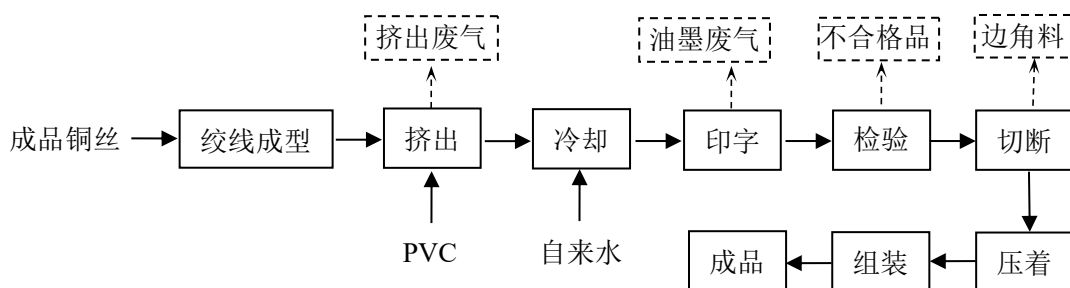 挤出废气
油墨废气
不合格品
边角料
成品铜丝
绞线成型
挤出
冷却
印字
检验
切断
PVC
自来水
成品
组装
压着